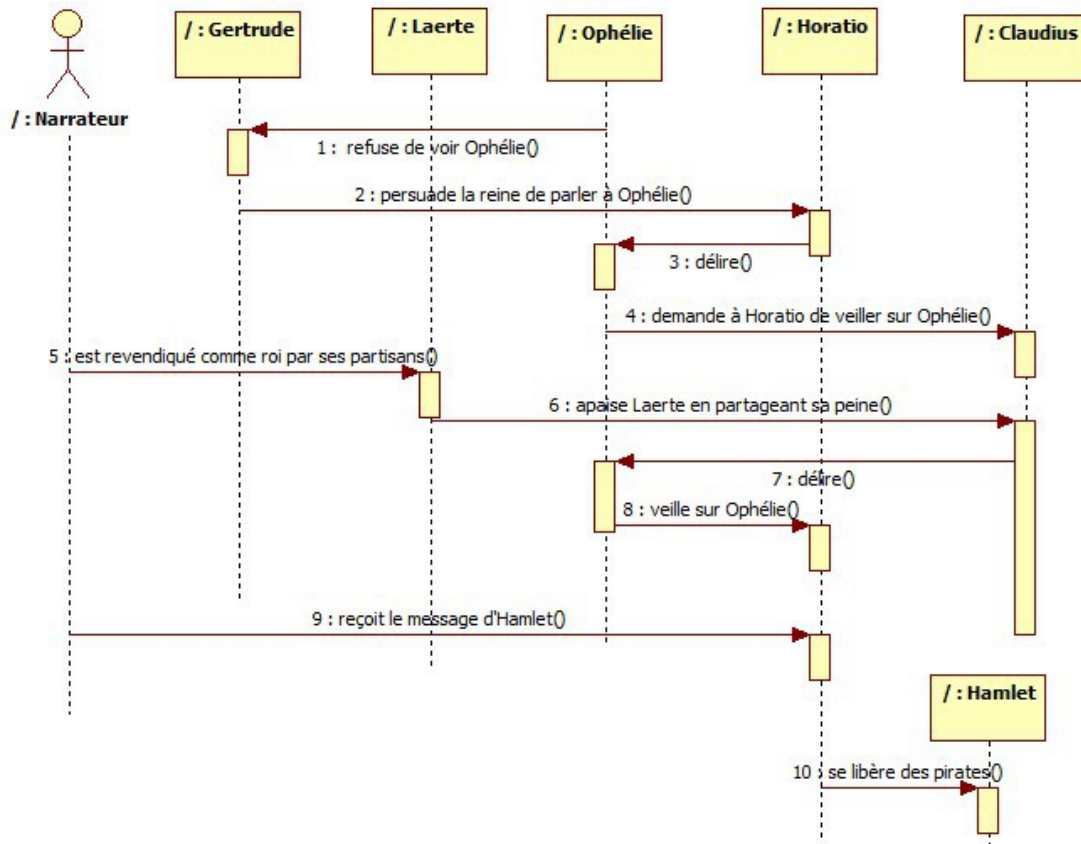 / : Gertrude
/ : Laerte
/ : Ophélie
/ : Horatio
/ : Claudius
/ : Narrateur
1 : refuse de voir Ophélie()
2 : persuade la reine de parler à Ophélie()
3 : délire()
4 : demande à Horatio de veiller sur Ophélie()
5 : est revendiqué comme roi par ses partisans()
6 : apaise Laerte en partageant sa peine()
7 : délire()
8 : veille sur Ophélie()
9 : reçoit le message d'Hamlet()
/ : Hamlet
10 : se libère des pirates()